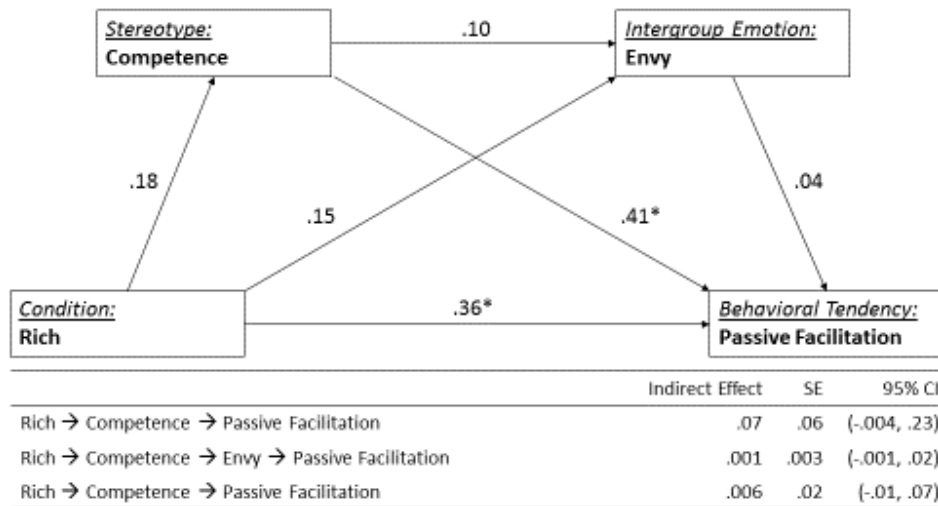 Stereotype:
Competence
.10
Intergroup Emotion:
Envy
.18
.15
.41*
.04
Condition:
Rich
.36*
Behavioral Tendency:
Passive Facilitation
Indirect Effect SE 95% CI
Rich → Competence → Passive Facilitation .07 .06 (-.004, .23)
Rich → Competence → Envy → Passive Facilitation .001 .003 (-.001, .02)
Rich → Competence → Passive Facilitation .006 .02 (-.01, .07)